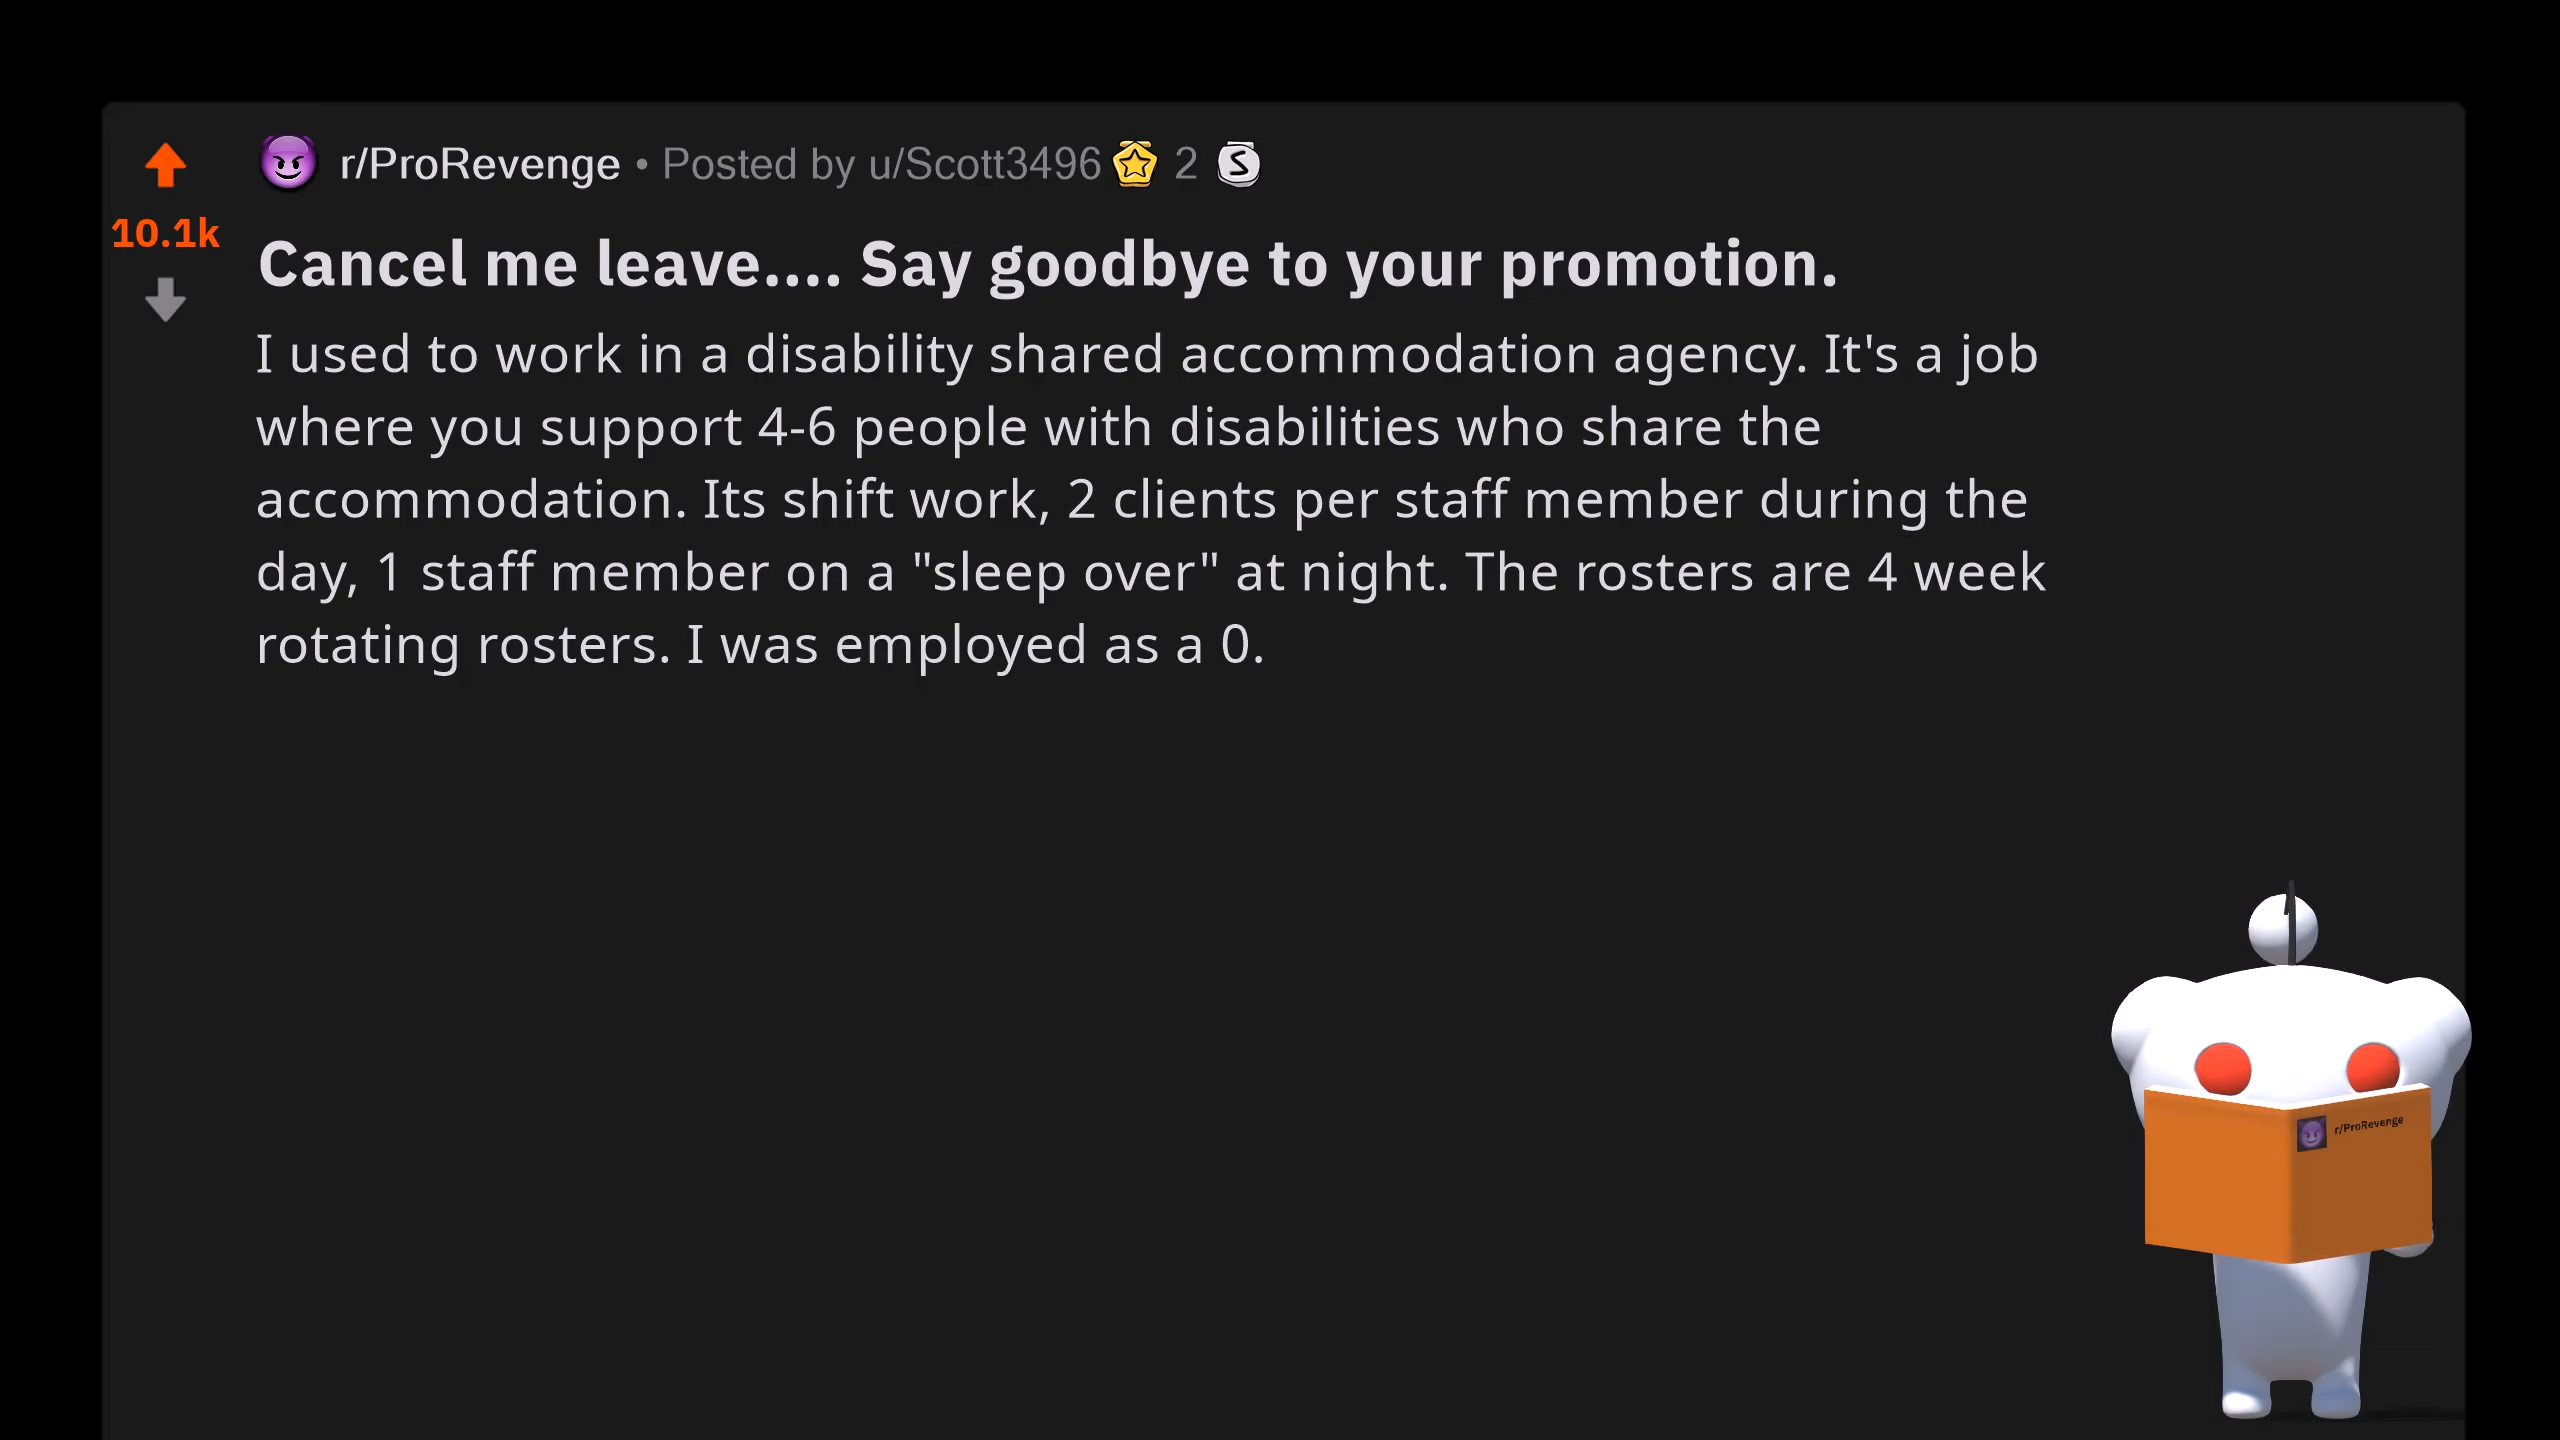 r/ProRevenge • Posted by u/Scott3496 2 S
10.1k
Cancel me leave.... Say goodbye to your promotion.
I used to work in a disability shared accommodation agency. It's a job
where you support 4-6 people with disabilities who share the
accommodation. Its shift work, 2 clients per staff member during the
day, 1 staff member on a "sleep over" at night. The rosters are 4 week
rotating rosters. I was employed as a 0.
r/ProRevenge